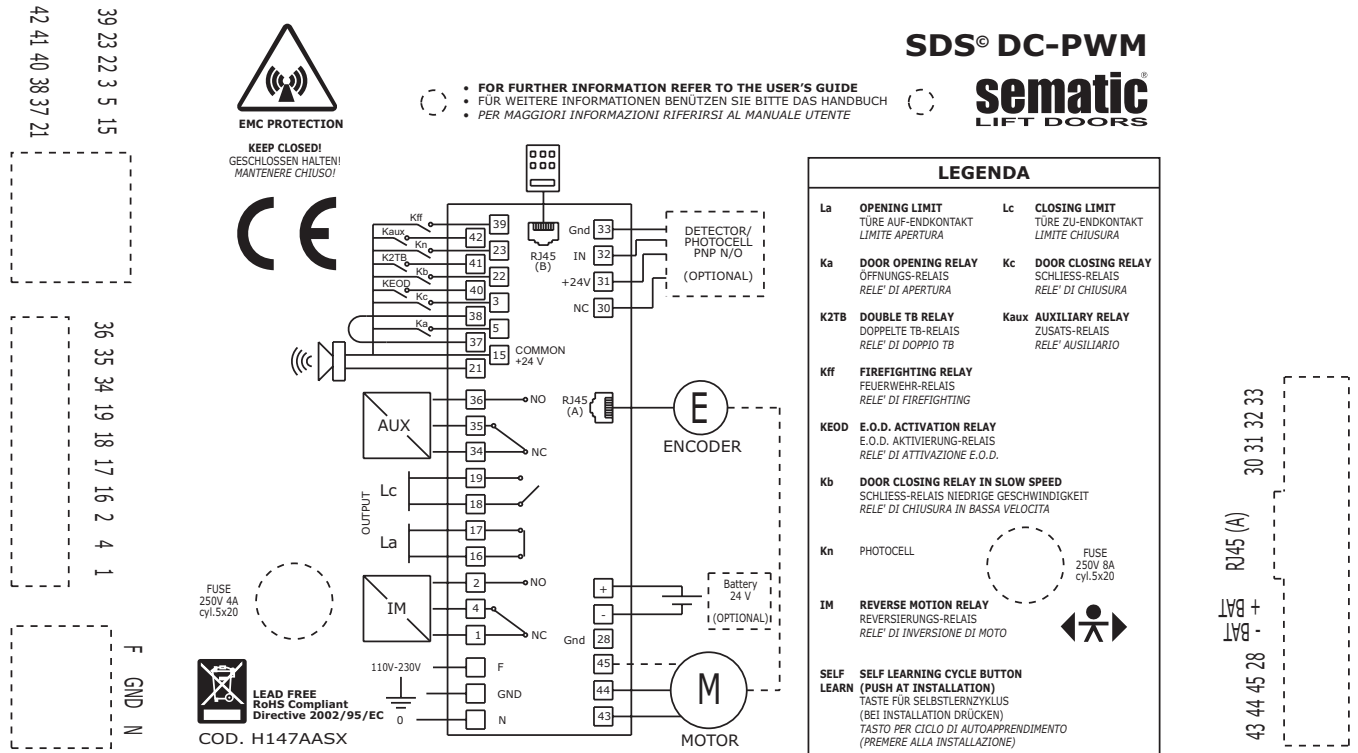 42 41 40 38 37 21
39 23 22 3 5 15
SDS© DC-PWM
sematic®
LIFT DOORS
EMC PROTECTION
KEEP CLOSED!
GESCHLOSSEN HALTEN!
MANTENERE CHIUSO!
CE
• FOR FURTHER INFORMATION REFER TO THE USER'S GUIDE
• FÜR WEITERE INFORMATIONEN BENÜTZEN SIE BITTE DAS HANDBUCH
• PER MAGGIORI INFORMAZIONI RIFERIRSI AL MANUALE UTENTE
Kff 39
Kaux 42
Kn 23
K2TB 41
Kb 22
KEOD 40
Kc 3
38
Ka 5
37
15 COMMON
+24 V
21
RJ45
(B)
Gnd 33
IN 32
+24V 31
NC 30
DETECTOR/
PHOTOCELL
PNP N/O
(OPTIONAL)
AUX
36 NO
35
34 NC
RJ45
(A)
E
ENCODER
OUTPUT
Lc
19
18
La
17
16
IM
2 NO
4
1 NC
+
-
Battery
24 V
(OPTIONAL)
Gnd 28
45
44
43
M
MOTOR
110V-230V F
GND
0 N
36 35 34 19 18 17 16 2 4 1
F GND N
FUSE
250V 4A
cyl.5x20
LEAD FREE
RoHS Compliant
Directive 2002/95/EC
COD. H147AASX
LEGENDA
La OPENING LIMIT
TÜRE AUF-ENDKONTAKT
LIMITE APERTURA
Lc CLOSING LIMIT
TÜRE ZU-ENDKONTAKT
LIMITE CHIUSURA
Ka DOOR OPENING RELAY
ÖFFNUNGS-RELAIS
RELE' DI APERTURA
Kc DOOR CLOSING RELAY
SCHLIESS-RELAIS
RELE' DI CHIUSURA
K2TB DOUBLE TB RELAY
DOPPELTE TB-RELAIS
RELE' DI DOPPIO TB
Kaux AUXILIARY RELAY
ZUSATS-RELAIS
RELE' AUSILIARIO
Kff FIREFIGHTING RELAY
FEUERWEHR-RELAIS
RELE' DI FIREFIGHTING
KEOD E.O.D. ACTIVATION RELAY
E.O.D. AKTIVIERUNG-RELAIS
RELE' DI ATTIVAZIONE E.O.D.
Kb DOOR CLOSING RELAY IN SLOW SPEED
SCHLIESS-RELAIS NIEDRIGE GESCHWINDIGKEIT
RELE' DI CHIUSURA IN BASSA VELOCITA
Kn PHOTOCELL
FUSE
250V 8A
cyl.5x20
IM REVERSE MOTION RELAY
REVERSIERUNGS-RELAIS
RELE' DI INVERSIONE DI MOTO
SELF SELF LEARNING CYCLE BUTTON
LEARN (PUSH AT INSTALLATION)
TASTE FÜR SELBSTLERNZYKLUS
(BEI INSTALLATION DRÜCKEN)
TASTO PER CICLO DI AUTOAPPRENDIMENTO
(PREMERE ALLA INSTALLAZIONE)
30 31 32 33
RJ45 (A)
+ BAT
- BAT
43 44 45 28